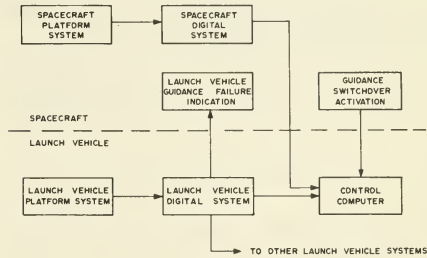 SPACECRAFT
PLATFORM
SYSTEM
SPACECRAFT
DIGITAL
SYSTEM
LAUNCH VEHICLE
GUIDANCE FAILURE
INDICATION
GUIDANCE
SWITCHOVER
ACTIVATION
SPACECRAFT
LAUNCH VEHICLE
LAUNCH VEHICLE
PLATFORM SYSTEM
LAUNCH VEHICLE
DIGITAL SYSTEM
CONTROL
COMPUTER
TO OTHER LAUNCH VEHICLE SYSTEMS